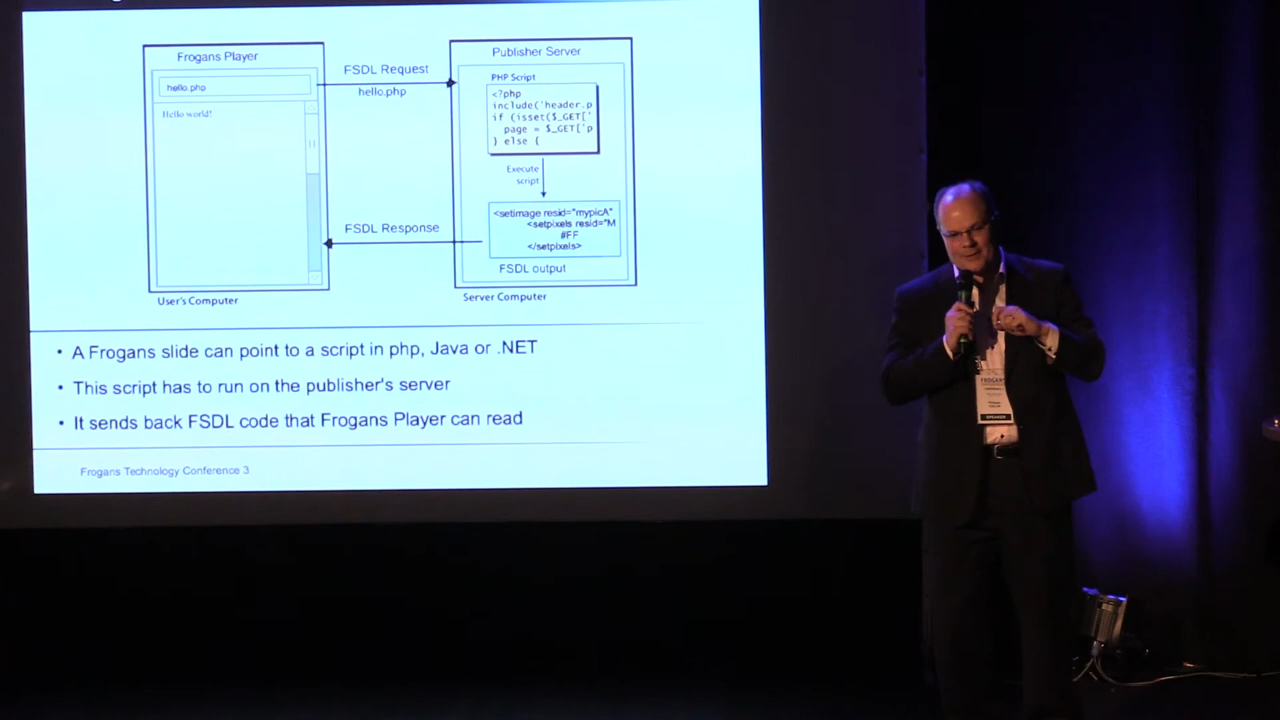 Frogans Player
hello.php
Hello world!
User's Computer
FSDL Request
hello.php
FSDL Response
Publisher Server
PHP Script
<?php
include('header.p
if (isset($_GET['
page = $_GET['p
) else {
Execute
script
<setimage resid="mypicA"
<setpixels resid="M
#FF
</setpixels>
FSDL output
Server Computer
• A Frogans slide can point to a script in php, Java or .NET
• This script has to run on the publisher's server
• It sends back FSDL code that Frogans Player can read
Frogans Technology Conference 3
FROGANS
SPEAKER